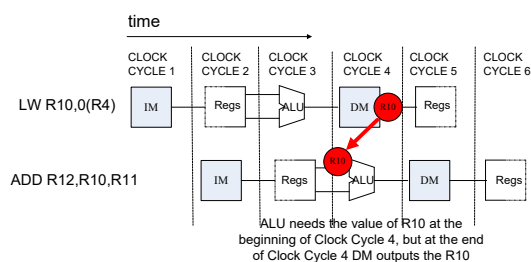 time
CLOCK CYCLE 1
CLOCK CYCLE 2
CLOCK CYCLE 3
CLOCK CYCLE 4
CLOCK CYCLE 5
CLOCK CYCLE 6
LW R10,0(R4)
IM
Regs
ALU
DM
R10
Regs
ADD R12,R10,R11
IM
Regs
R10
ALU
DM
Regs
ALU needs the value of R10 at the
beginning of Clock Cycle 4, but at the end
of Clock Cycle 4 DM outputs the R10